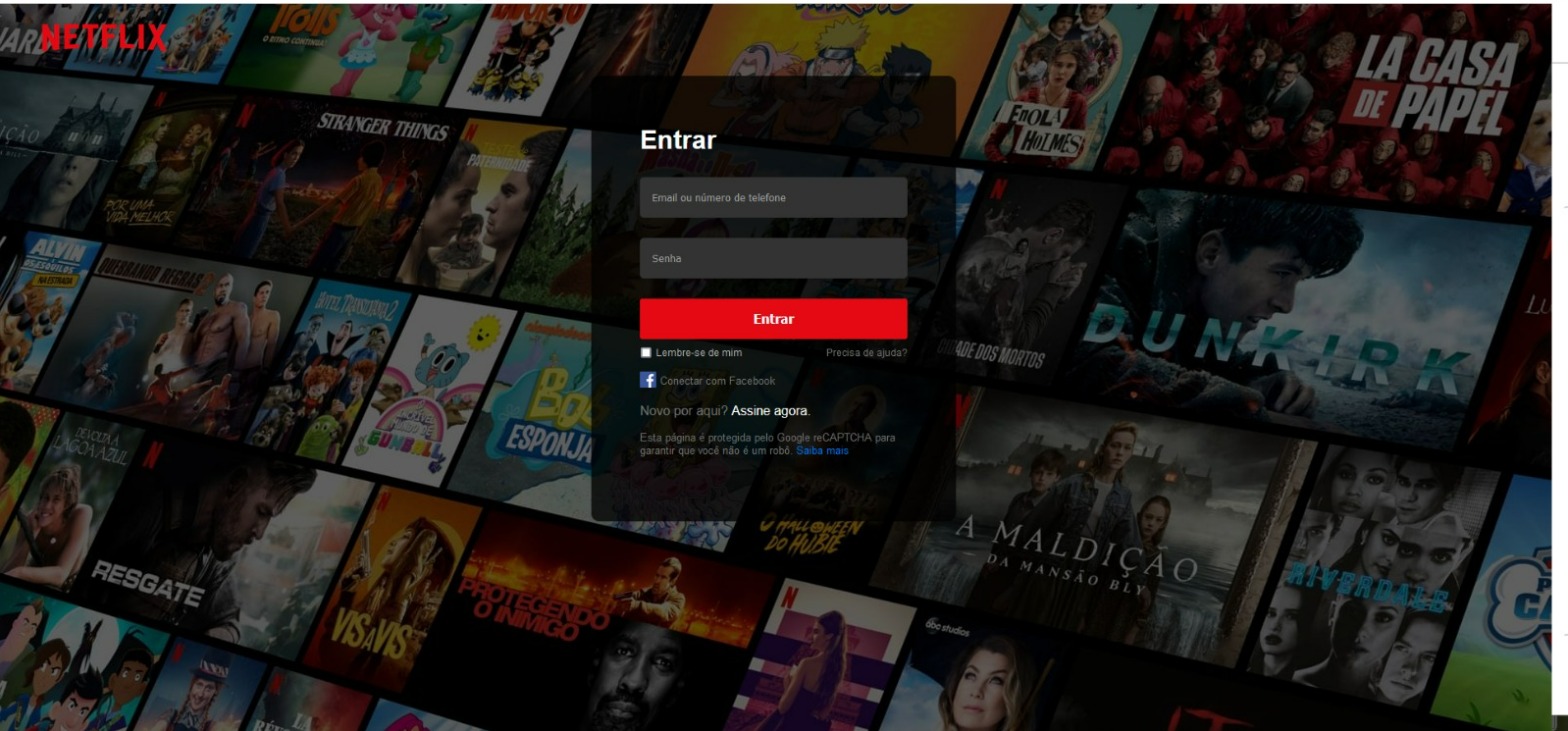 NETFLIX
Trolls
O RITMO CONTINUA!
LA CASA
DE PAPEL
ENOLA
HOLMES
STRANGER THINGS
PATERNIDADE
POR UMA
VIDA MELHOR
Entrar
Email ou número de telefone
Senha
Entrar
Lembre-se de mim
Precisa de ajuda?
Conectar com Facebook
Novo por aqui? Assine agora.
Esta página é protegida pelo Google reCAPTCHA para
garantir que você não é um robô. Saiba mais
ALVIN
E OS ESQUILOS
NA ESTRADA
QUEBRANDO REGRAS 2
HOTEL TRANSILVÂNIA 2
GUMBALL
nickelodeon
BOB
ESPONJA
CIDADE DOS MORTOS
DUNKIRK
DE VOLTA À
LAGOA AZUL
RESGATE
VIS A VIS
PROTEGENDO
O INIMIGO
O HALLOWEEN
DO HUBIE
A MALDIÇÃO
DA MANSÃO BLY
RIVERDALE
abc studios
LA